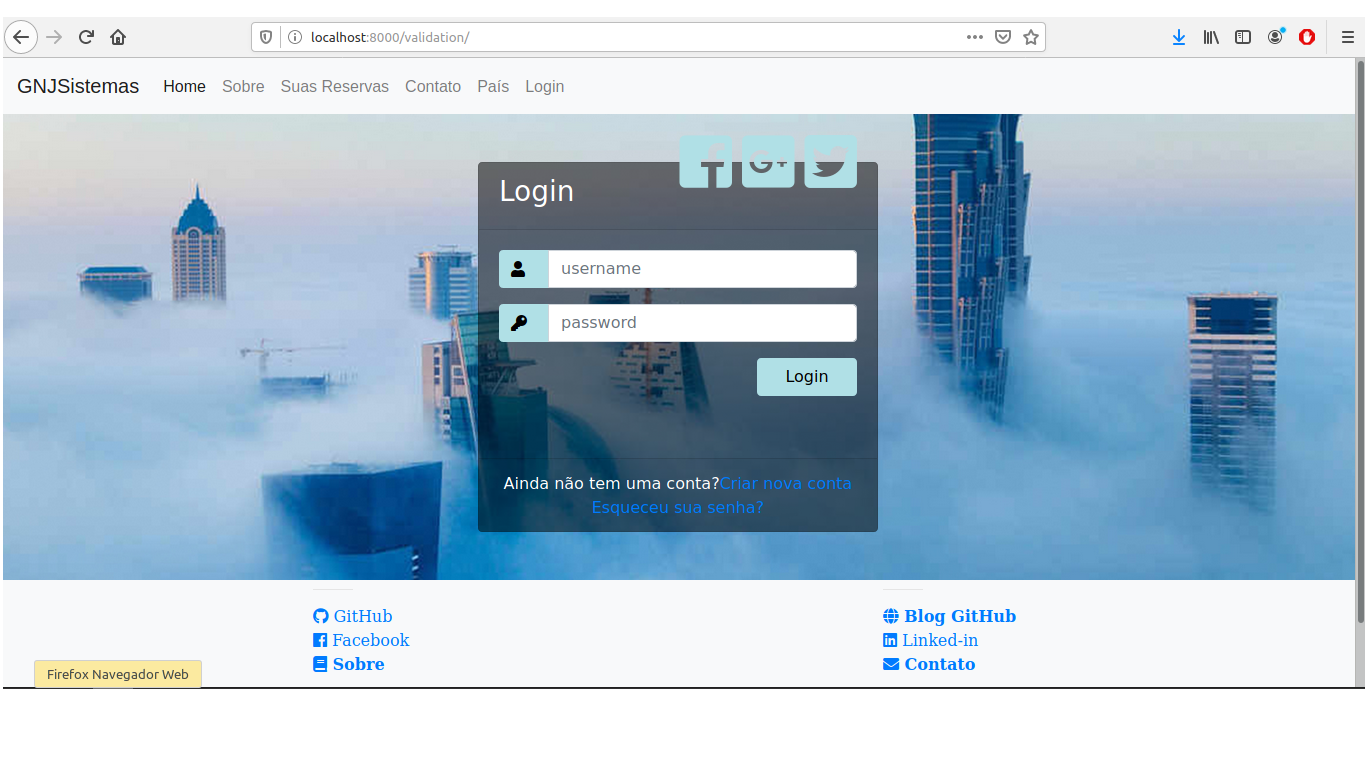 localhost:8000/validation/
GNJSistemas Home Sobre Suas Reservas Contato País Login
Login
username
password
Login
Ainda não tem uma conta?Criar nova conta
Esqueceu sua senha?
GitHub
Facebook
Sobre
Blog GitHub
Linked-in
Contato
Firefox Navegador Web